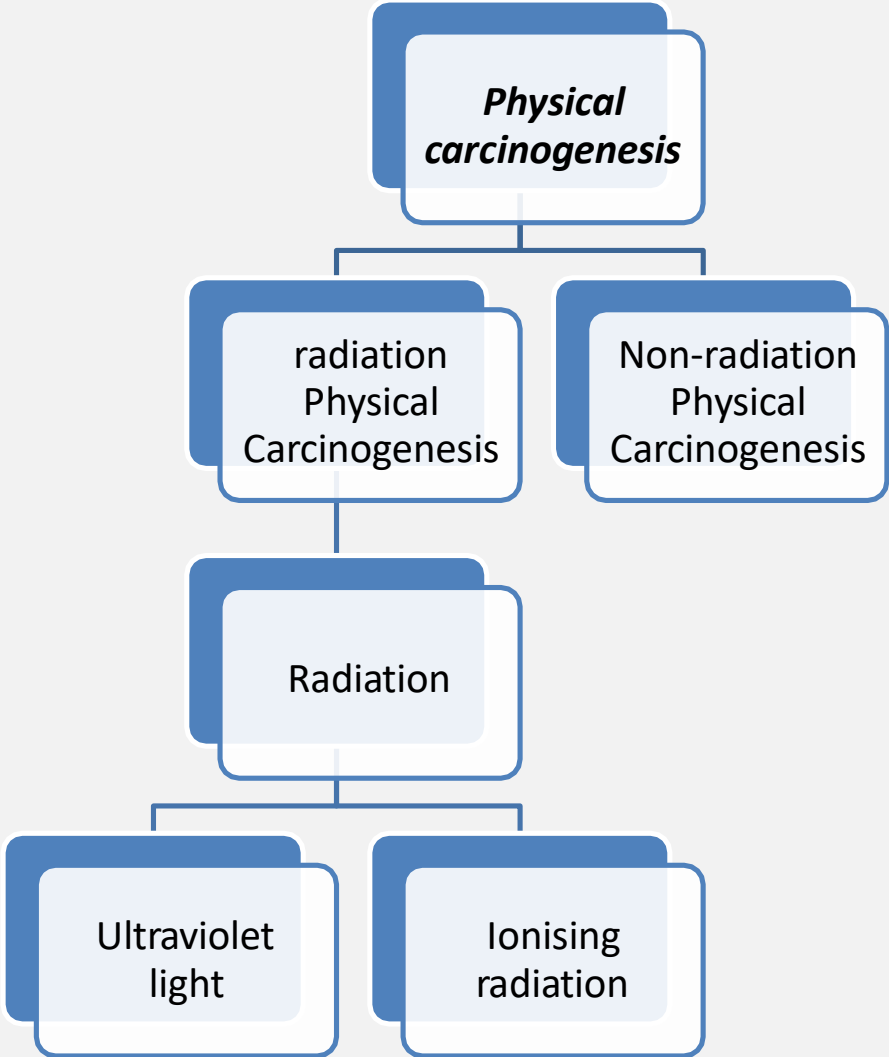 Physical
carcinogenesis
radiation
Physical
Carcinogenesis
Non-radiation
Physical
Carcinogenesis
Radiation
Ultraviolet
light
Ionising
radiation